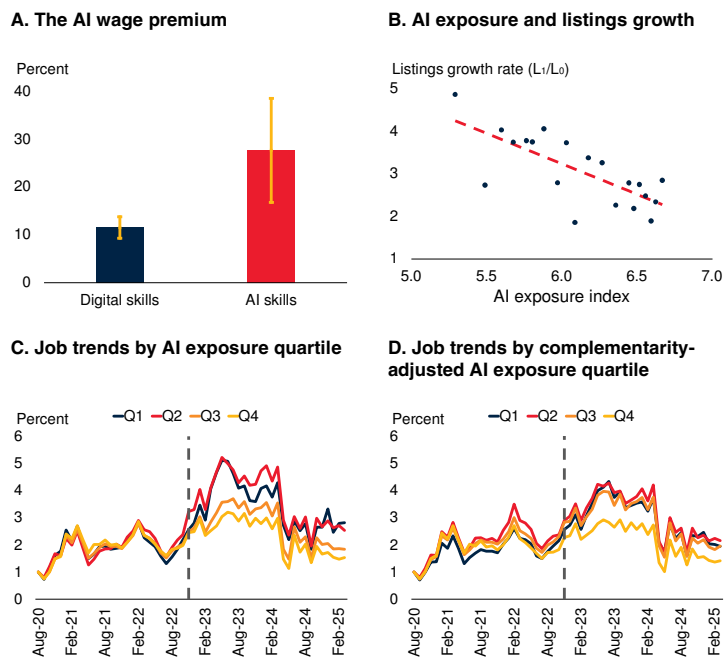 A. The AI wage premium
Percent
40
30
20
10
0
Digital skills
AI skills
B. AI exposure and listings growth
Listings growth rate (L₁/L₀)
5
4
3
2
1
5.0
5.5
6.0
6.5
7.0
AI exposure index
C. Job trends by AI exposure quartile
Percent
Q1
Q2
Q3
Q4
6
5
4
3
2
1
0
Aug-20
Feb-21
Aug-21
Feb-22
Aug-22
Feb-23
Aug-23
Feb-24
Aug-24
Feb-25
D. Job trends by complementarity-
adjusted AI exposure quartile
Percent
Q1
Q2
Q3
Q4
6
5
4
3
2
1
0
Aug-20
Feb-21
Aug-21
Feb-22
Aug-22
Feb-23
Aug-23
Feb-24
Aug-24
Feb-25